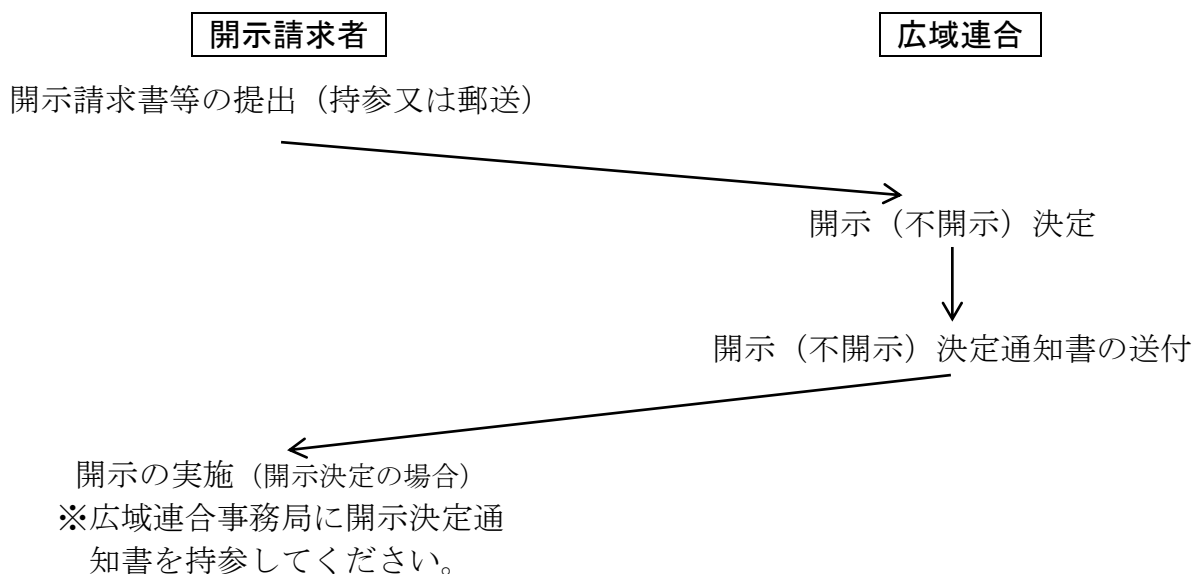 開示請求者
広域連合
開示請求書等の提出（持参又は郵送）
開示（不開示）決定
開示（不開示）決定通知書の送付
開示の実施（開示決定の場合）
※広域連合事務局に開示決定通
知書を持参してください。